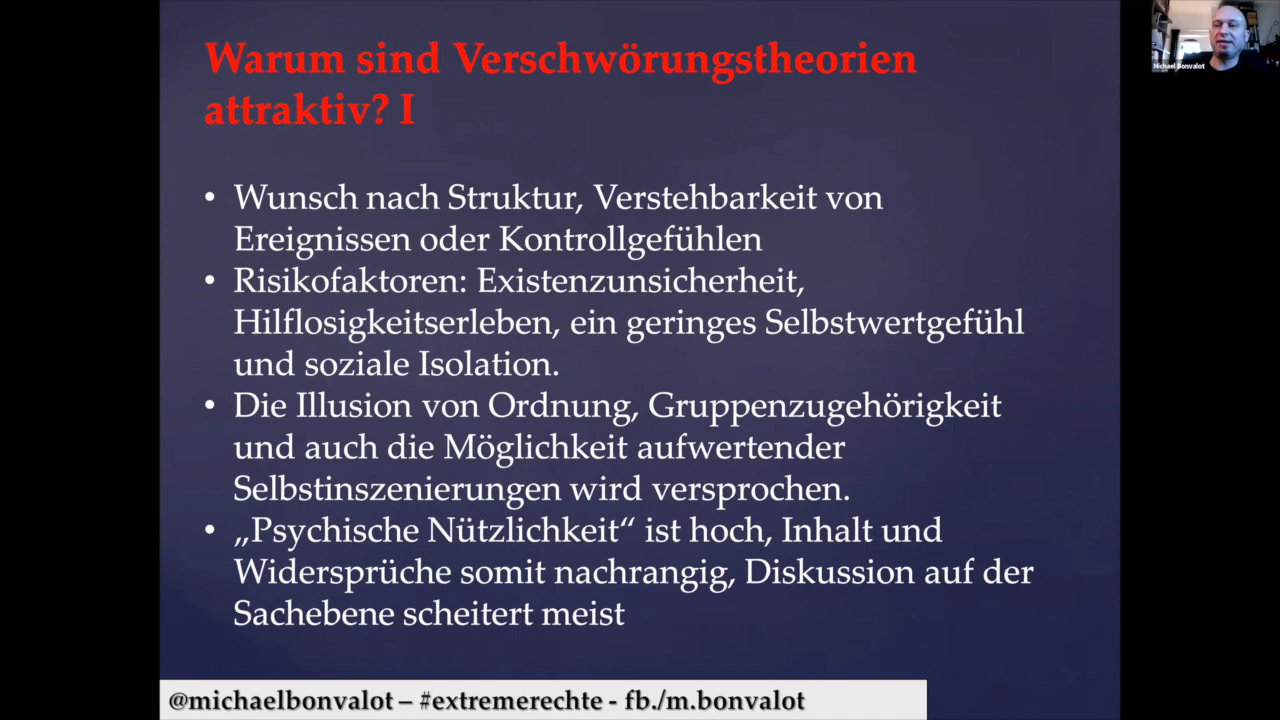 Warum sind Verschwörungstheorien
attraktiv? I
• Wunsch nach Struktur, Verstehbarkeit von
Ereignissen oder Kontrollgefühlen
• Risikofaktoren: Existenzunsicherheit,
Hilflosigkeitserleben, ein geringes Selbstwertgefühl
und soziale Isolation.
• Die Illusion von Ordnung, Gruppenzugehörigkeit
und auch die Möglichkeit aufwertender
Selbstinszenierungen wird versprochen.
• „Psychische Nützlichkeit“ ist hoch, Inhalt und
Widersprüche somit nachrangig, Diskussion auf der
Sachebene scheitert meist
@michaelbonvalot – #extremerechte - fb./m.bonvalot
Michael Bonvalot